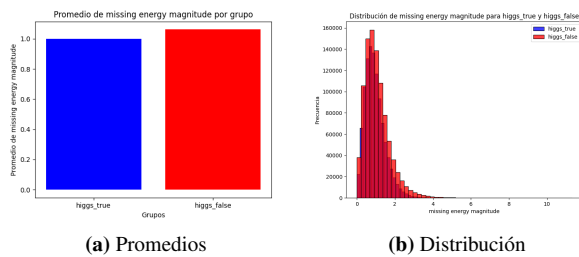 Promedio de missing energy magnitude por grupo
Promedio de missing energy magnitude
1.0
0.8
0.6
0.4
0.2
0.0
higgs_true higgs_false
Grupos
(a) Promedios
Distribución de missing energy magnitude para higgs_true y higgs_false
higgs_true
higgs_false
Frecuencia
160000
140000
120000
100000
80000
60000
40000
20000
0
0 2 4 6 8 10
missing energy magnitude
(b) Distribución